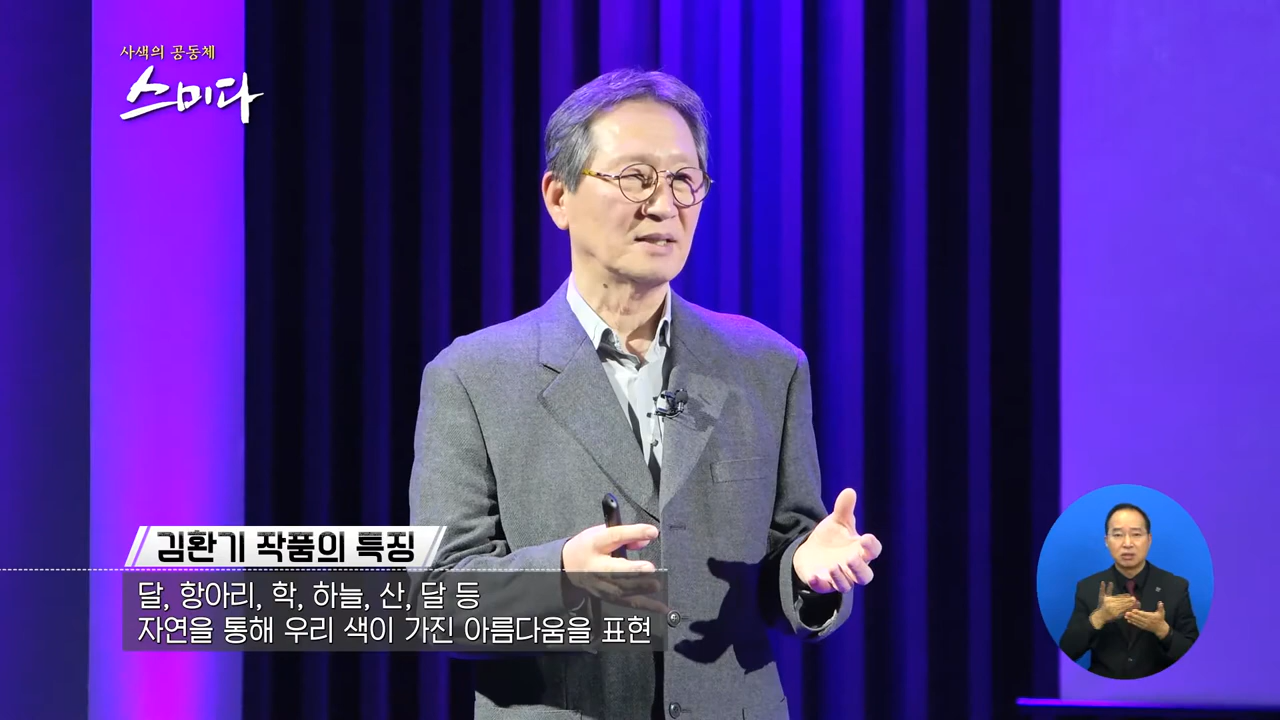 사색의 공동체
스미다
김환기 작품의 특징
달, 항아리, 학, 하늘, 산, 달 등
자연을 통해 우리 색이 가진 아름다움을 표현